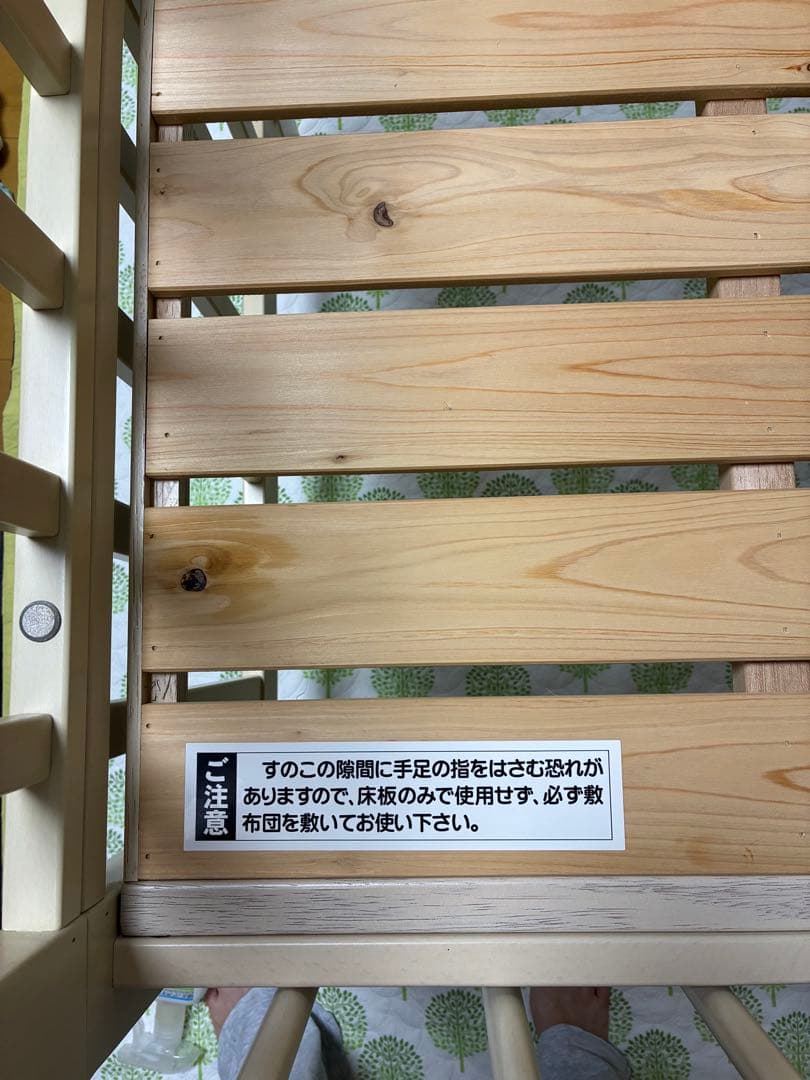 ご注意
すのこの隙間に手足の指をはさむ恐れが
ありますので、床板のみで使用せず、必ず敷
布団を敷いてお使い下さい。